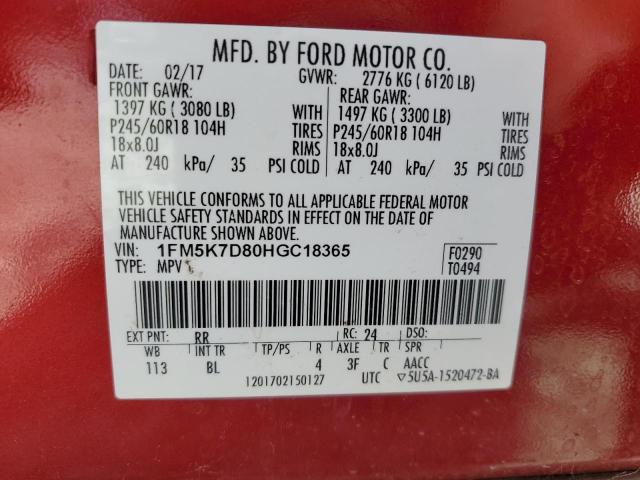 MFD. BY FORD MOTOR CO.
DATE: 02/17 GVWR: 2776 KG ( 6120 LB)
FRONT GAWR: REAR GAWR:
1397 KG ( 3080 LB) WITH 1497 KG ( 3300 LB) WITH
P245/60R18 104H TIRES P245/60R18 104H TIRES
18x8.0J RIMS 18x8.0J RIMS
AT 240 kPa/ 35 PSI COLD AT 240 kPa/ 35 PSI COLD
THIS VEHICLE CONFORMS TO ALL APPLICABLE FEDERAL MOTOR
VEHICLE SAFETY STANDARDS IN EFFECT ON THE DATE OF
MANUFACTURE SHOWN ABOVE.
VIN: 1FM5K7D80HGC18365 F0290
TYPE: MPV T0494
EXT PNT: RR RC: 24 DSO:
WB INT TR TP/PS R AXLE TR SPR
113 BL 4 3F C AACC
1201702150127 UTC ▽5U5A-1520472-BA